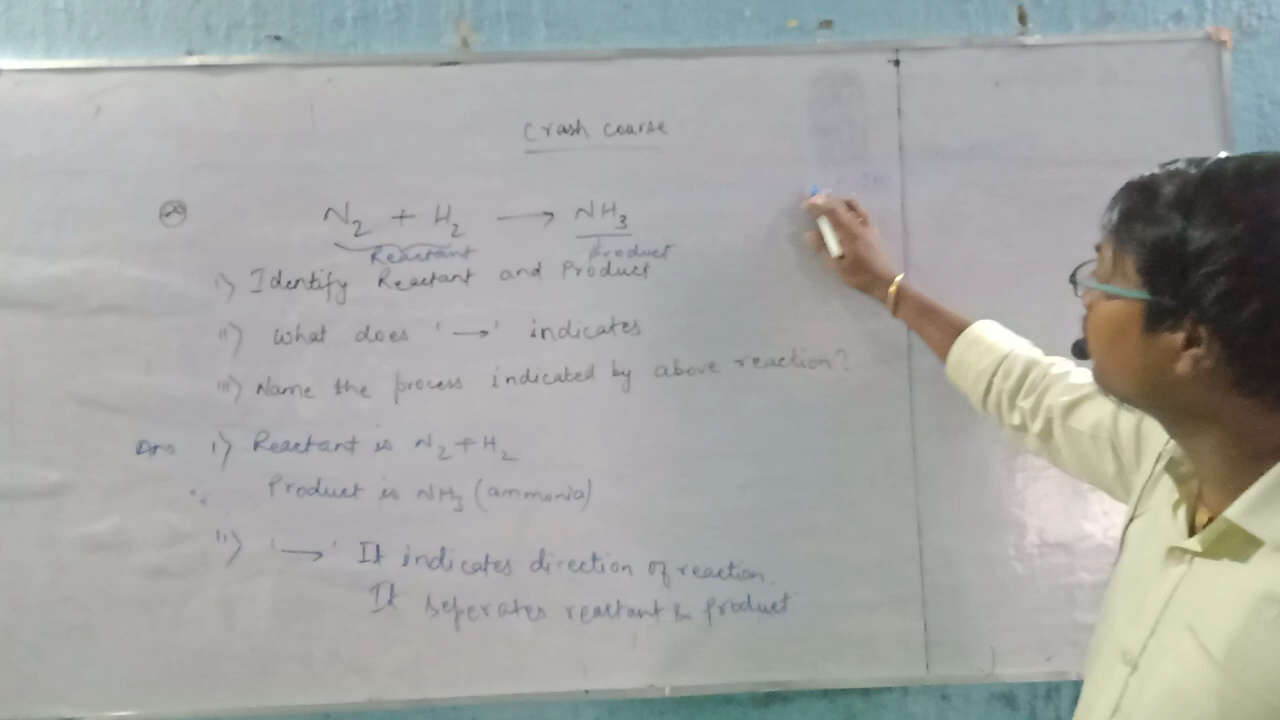 Crash coarse
N₂ + H₂ → NH₃
Reactant product
i) Identify Reactant and Product
ii) What does '→' indicates
iii) Name the process indicated by above reaction?
Ans i) Reactant is N₂+H₂
Product is NH₃ (ammonia)
ii) '→' It indicates direction of reaction.
It seperates reactant & product